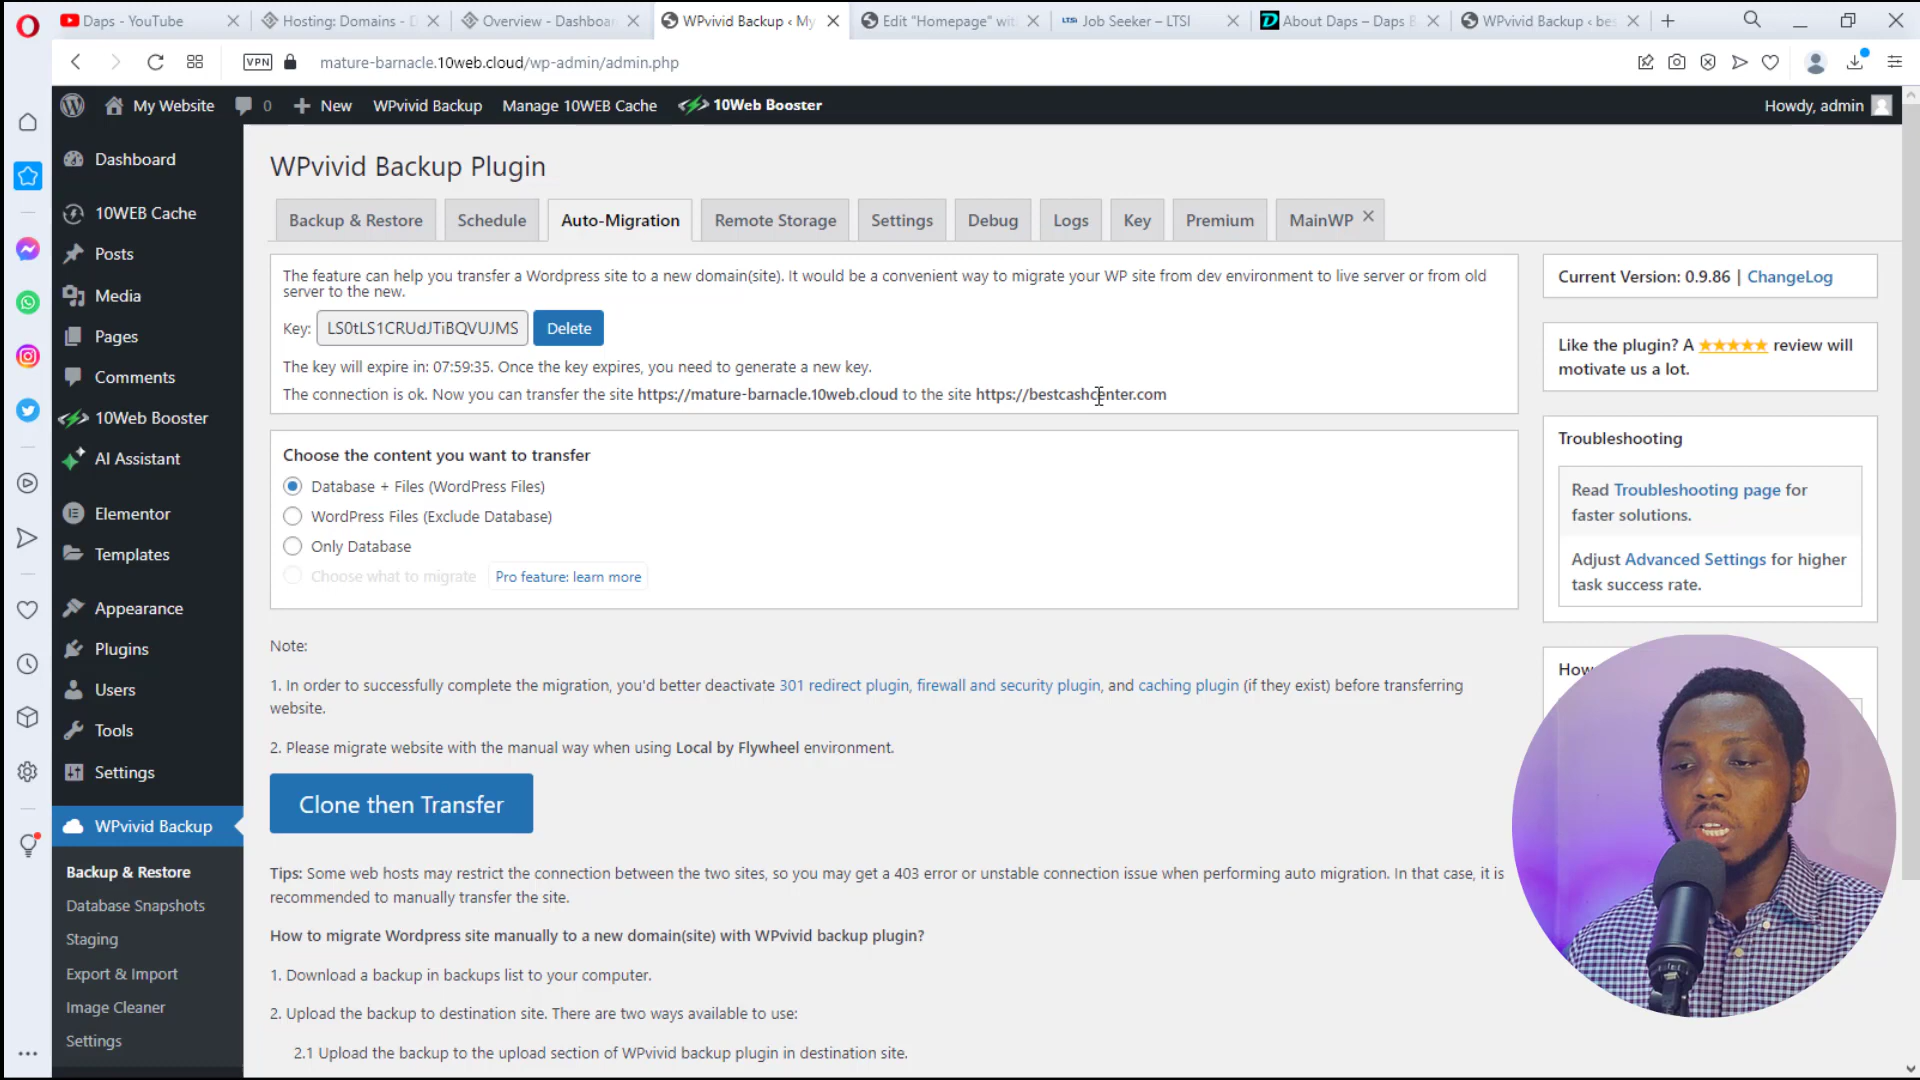 Daps - YouTube
Hosting: Domains - D
Overview - Dashboar
WPvivid Backup ‹ My
Edit "Homepage" wit
LTSI Job Seeker – LTSI
About Daps – Daps B
WPvivid Backup ‹ bes
VPN
mature-barnacle.10web.cloud/wp-admin/admin.php
My Website
0
New
WPvivid Backup
Manage 10WEB Cache
10Web Booster
Howdy, admin
Dashboard
10WEB Cache
Posts
Media
Pages
Comments
10Web Booster
AI Assistant
Elementor
Templates
Appearance
Plugins
Users
Tools
Settings
WPvivid Backup
Backup & Restore
Database Snapshots
Staging
Export & Import
Image Cleaner
Settings
WPvivid Backup Plugin
Backup & Restore
Schedule
Auto-Migration
Remote Storage
Settings
Debug
Logs
Key
Premium
MainWP
The feature can help you transfer a Wordpress site to a new domain(site). It would be a convenient way to migrate your WP site from dev environment to live server or from old
server to the new.
Key: LS0tLS1CRUdJTiBQVUJMS Delete
The key will expire in: 07:59:35. Once the key expires, you need to generate a new key.
The connection is ok. Now you can transfer the site https://mature-barnacle.10web.cloud to the site https://bestcashcenter.com
Choose the content you want to transfer
Database + Files (WordPress Files)
WordPress Files (Exclude Database)
Only Database
Choose what to migrate Pro feature: learn more
Note:
1. In order to successfully complete the migration, you'd better deactivate 301 redirect plugin, firewall and security plugin, and caching plugin (if they exist) before transferring
website.
2. Please migrate website with the manual way when using Local by Flywheel environment.
Clone then Transfer
Tips: Some web hosts may restrict the connection between the two sites, so you may get a 403 error or unstable connection issue when performing auto migration. In that case, it is
recommended to manually transfer the site.
How to migrate Wordpress site manually to a new domain(site) with WPvivid backup plugin?
1. Download a backup in backups list to your computer.
2. Upload the backup to destination site. There are two ways available to use:
2.1 Upload the backup to the upload section of WPvivid backup plugin in destination site.
Current Version: 0.9.86 | ChangeLog
Like the plugin? A ★★★★★ review will
motivate us a lot.
Troubleshooting
Read Troubleshooting page for
faster solutions.
Adjust Advanced Settings for higher
task success rate.
How